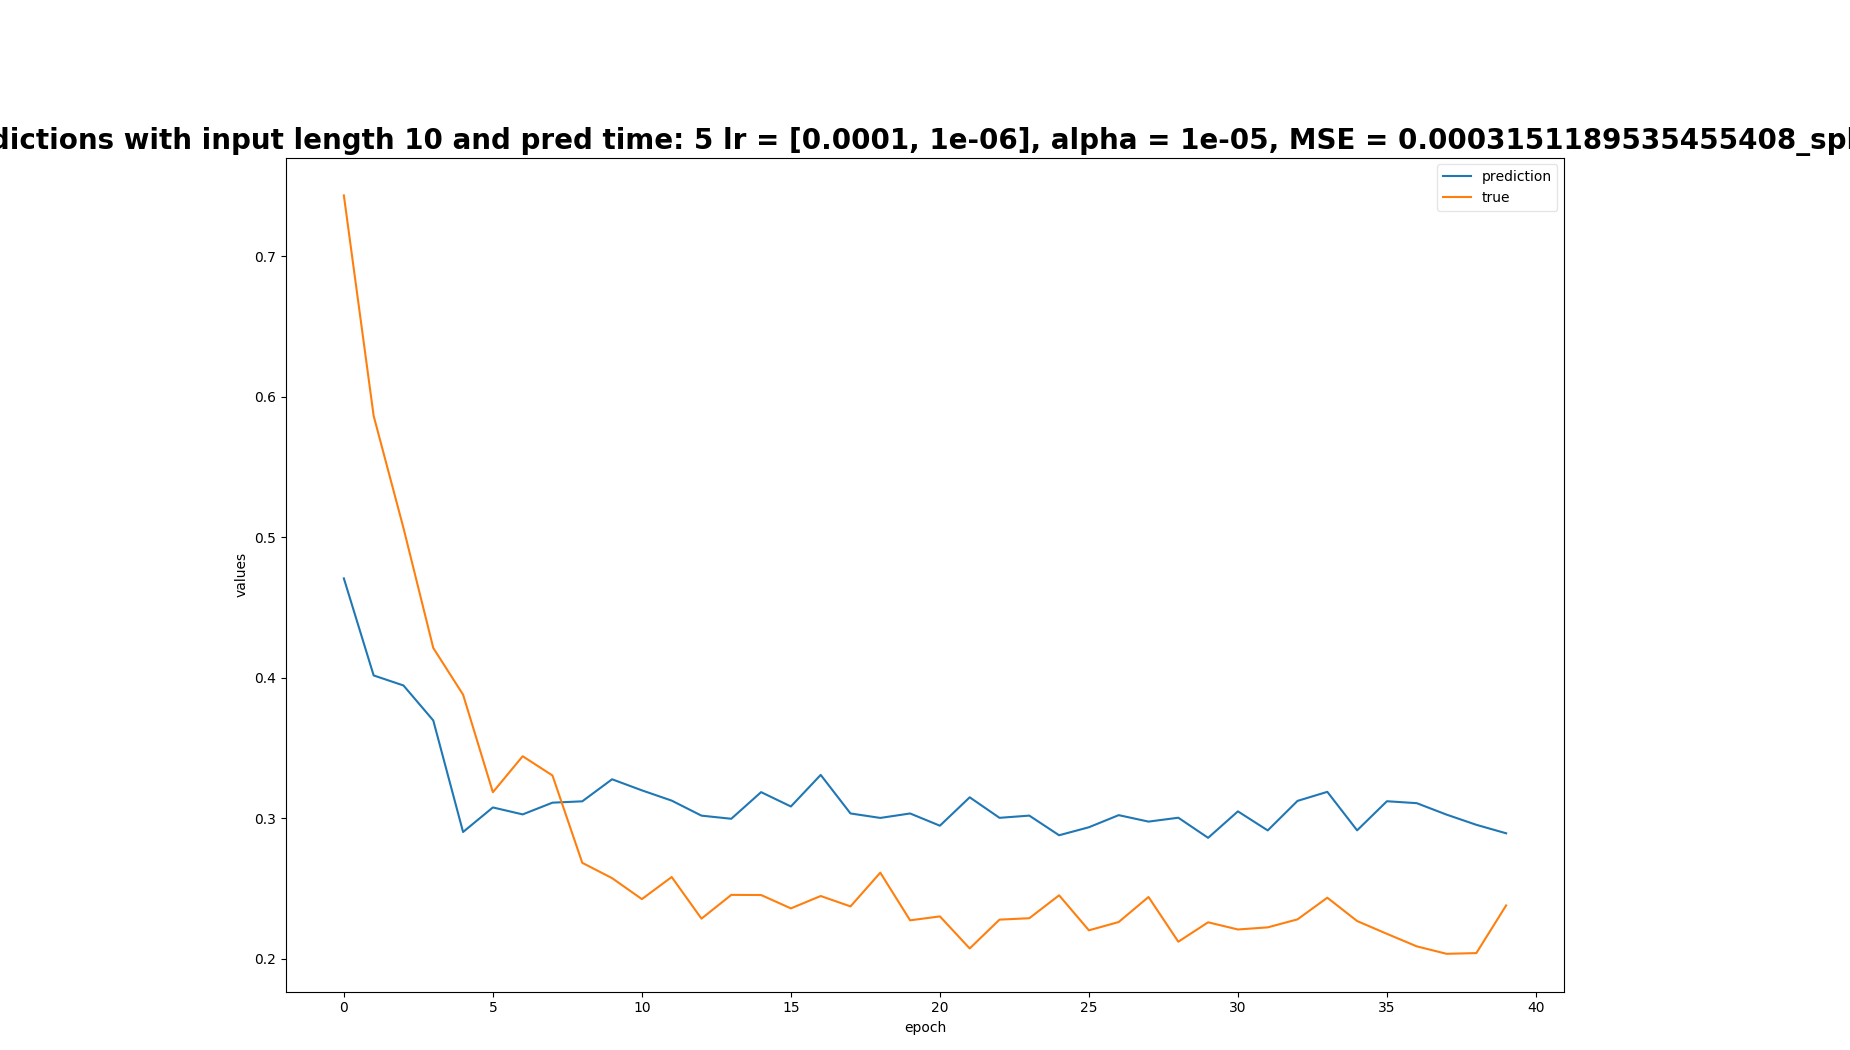 dictions with input length 10 and pred time: 5 lr = [0.0001, 1e-06], alpha = 1e-05, MSE = 0.0003151189535455408_spl
prediction
true
0.7
0.6
0.5
0.4
0.3
0.2
values
0 5 10 15 20 25 30 35 40
epoch